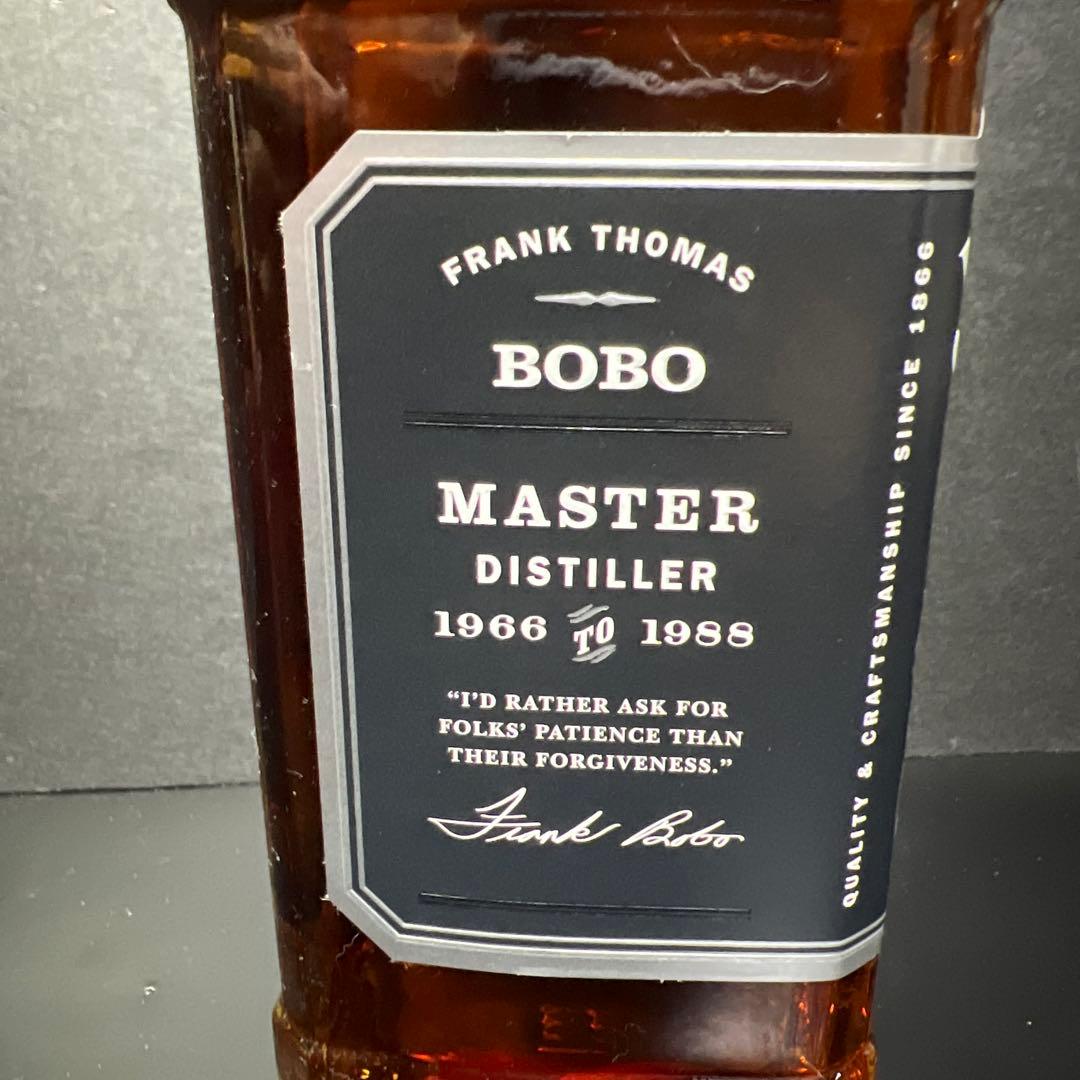 FRANK THOMAS
BOBO
MASTER
DISTILLER
1966 TO 1988
“I’D RATHER ASK FOR
FOLKS’ PATIENCE THAN
THEIR FORGIVENESS.”
Frank Bobo
QUALITY & CRAFTSMANSHIP SINCE 1866